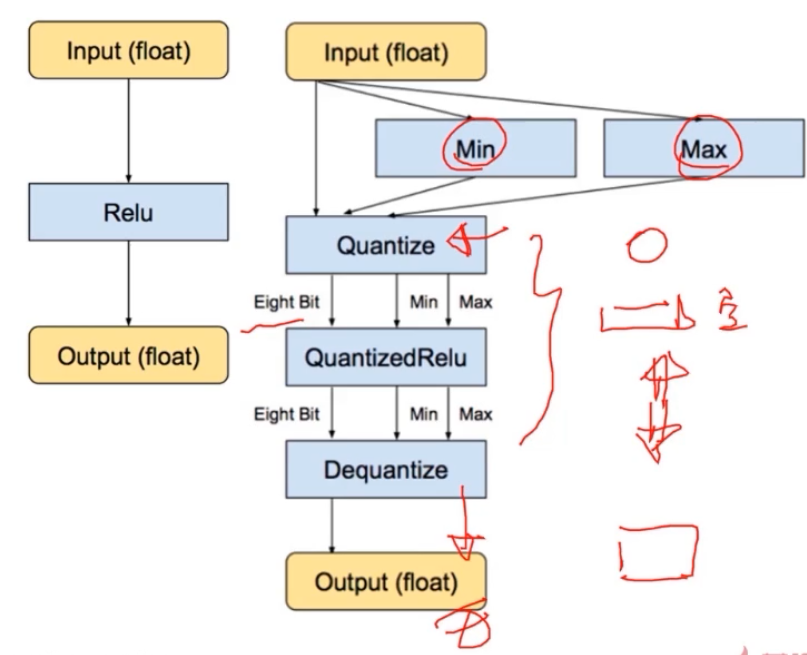 Input (float)
Relu
Output (float)
Input (float)
Min
Max
Quantize
Eight Bit
Min
Max
QuantizedRelu
Eight Bit
Min
Max
Dequantize
Output (float)